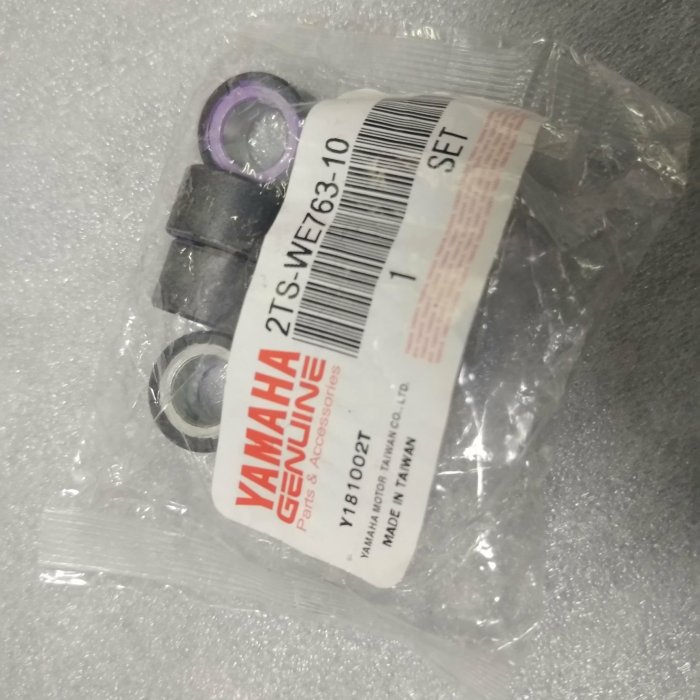 YAMAHA
GENUINE
Parts & Accessories
2TS-WE763-10
1
SET
Y181002T
YAMAHA MOTOR TAIWAN CO., LTD.
MADE IN TAIWAN